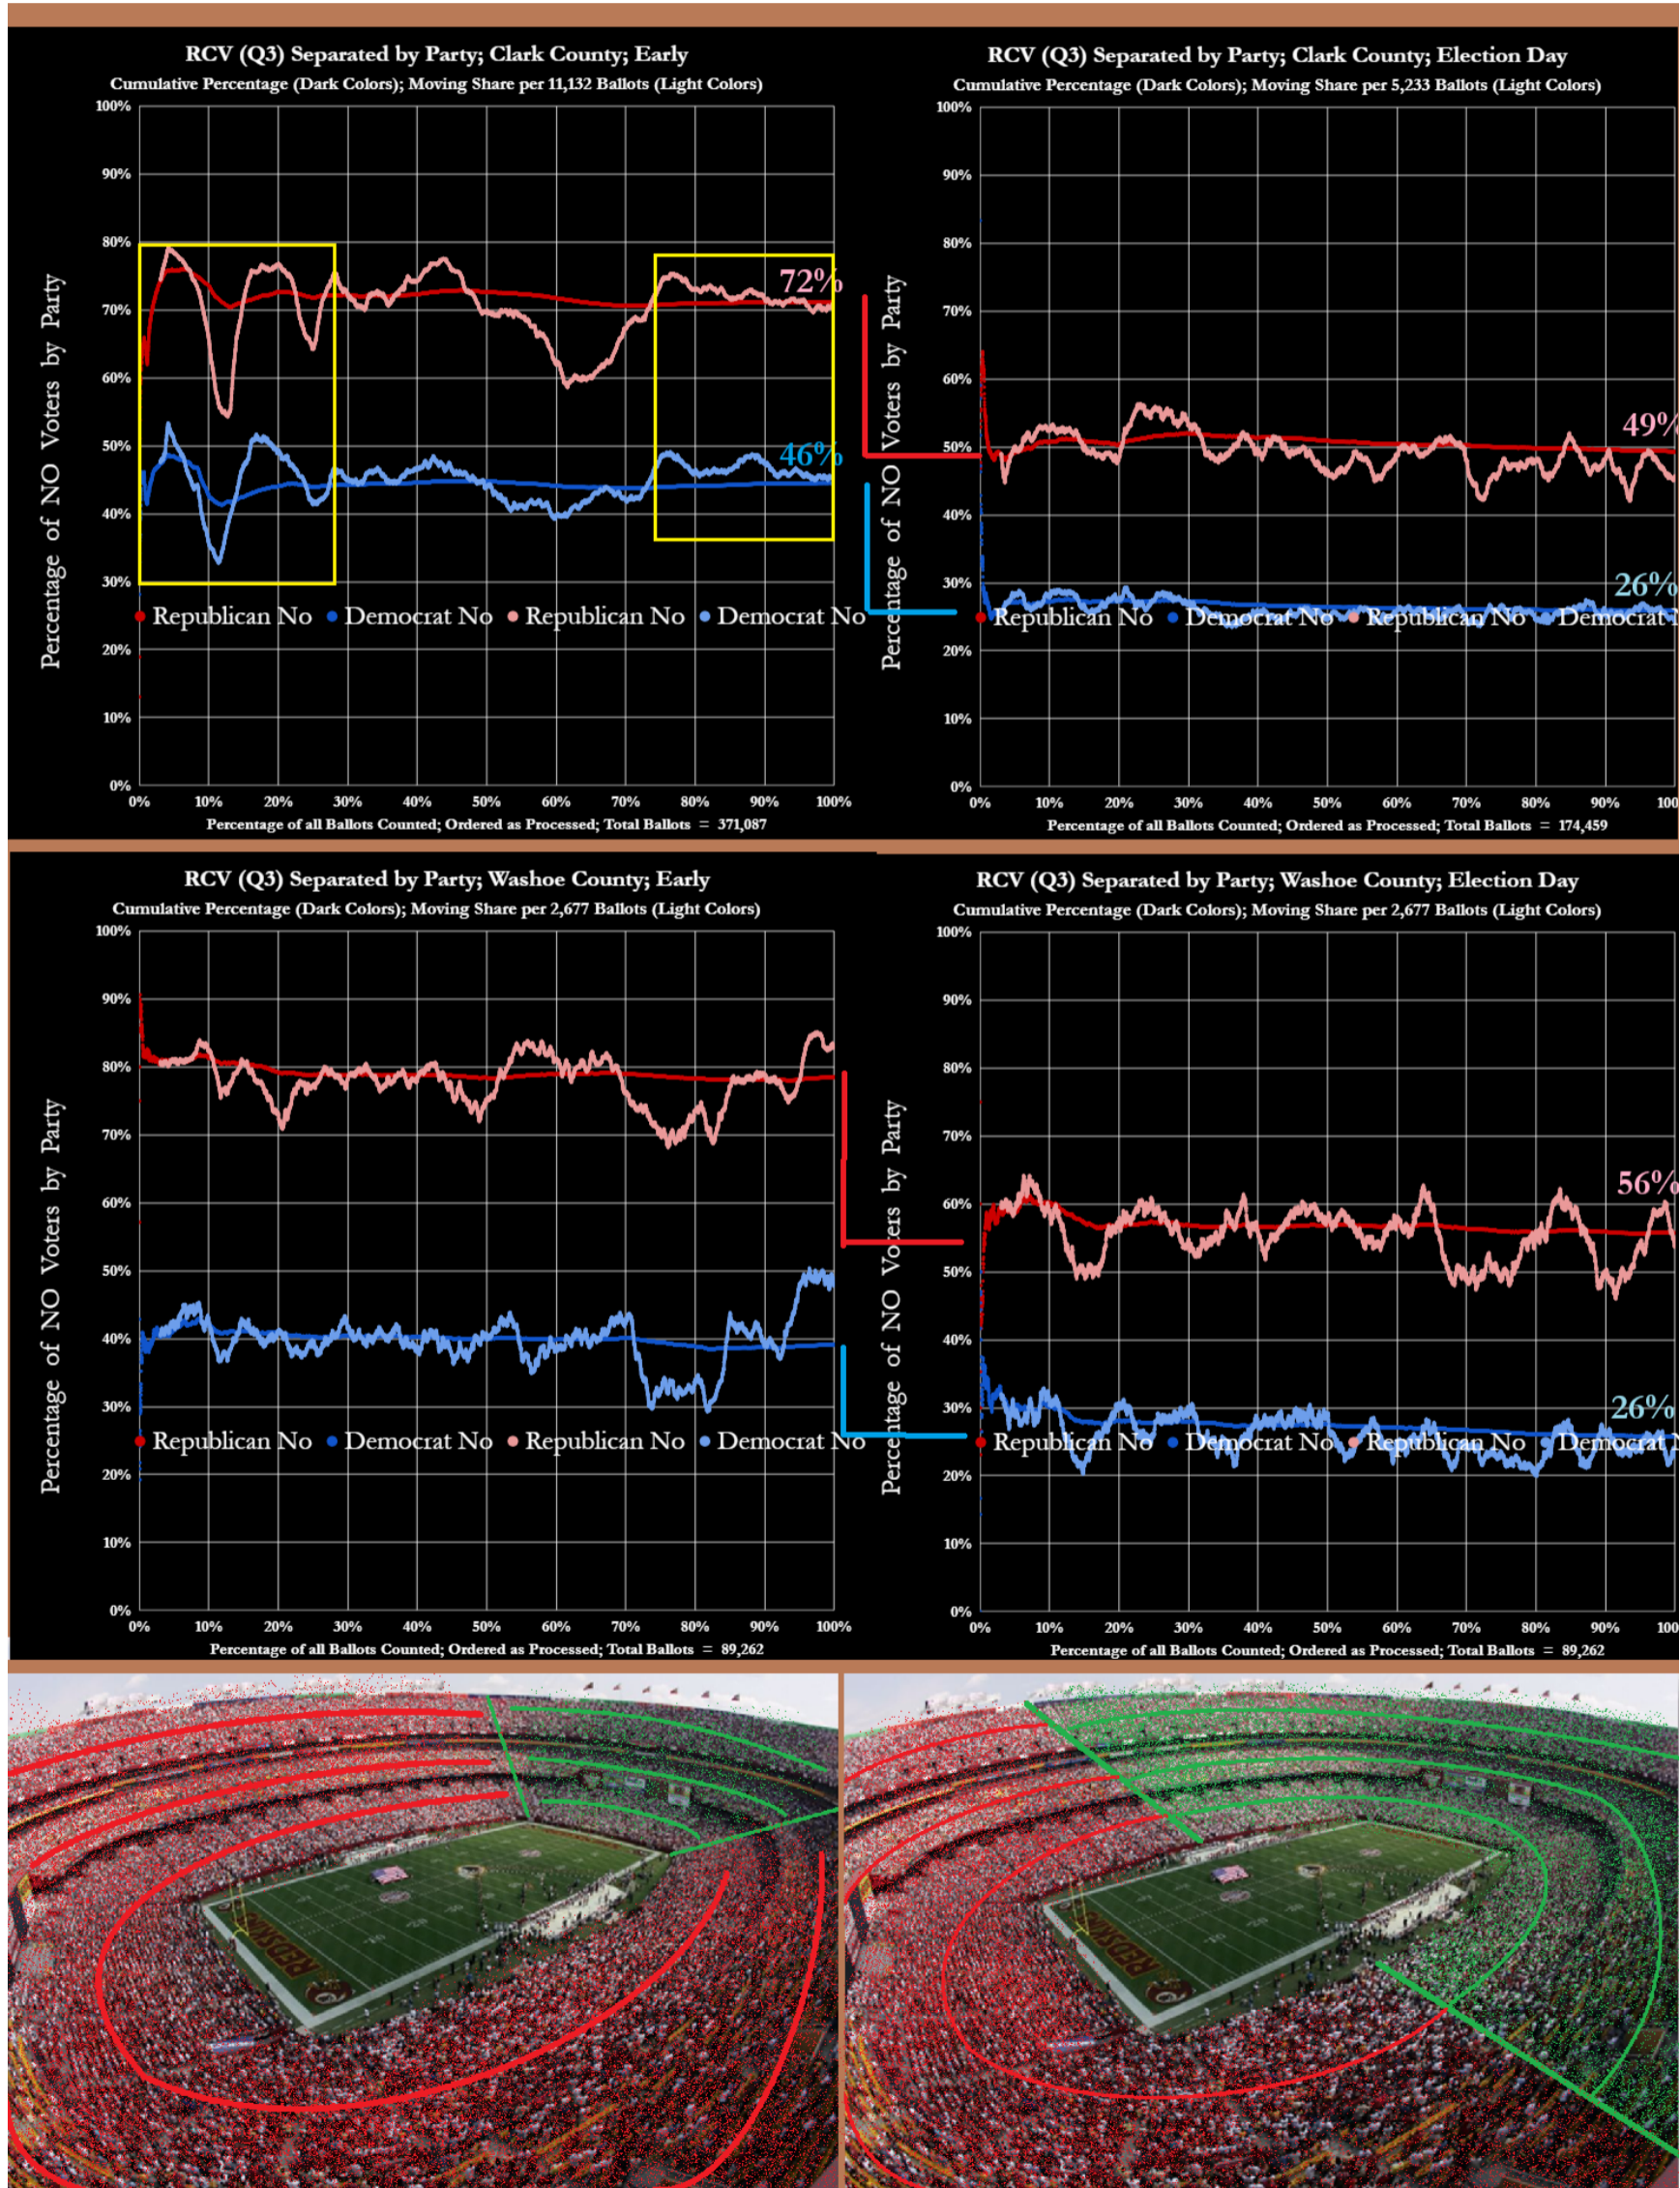 RCV (Q3) Separated by Party; Clark County; Early
Cumulative Percentage (Dark Colors); Moving Share per 11,132 Ballots (Light Colors)
Percentage of NO Voters by Party
100%
90%
80%
70%
60%
50%
40%
30%
20%
10%
0%
72%
46%
Republican No Democrat No Republican No Democrat No
0% 10% 20% 30% 40% 50% 60% 70% 80% 90% 100%
Percentage of all Ballots Counted; Ordered as Processed; Total Ballots = 371,087
RCV (Q3) Separated by Party; Clark County; Election Day
Cumulative Percentage (Dark Colors); Moving Share per 5,233 Ballots (Light Colors)
Percentage of NO Voters by Party
100%
90%
80%
70%
60%
50%
40%
30%
20%
10%
0%
49%
26%
Republican No Democrat No Republican No Democrat
0% 10% 20% 30% 40% 50% 60% 70% 80% 90% 100
Percentage of all Ballots Counted; Ordered as Processed; Total Ballots = 174,459
RCV (Q3) Separated by Party; Washoe County; Early
Cumulative Percentage (Dark Colors); Moving Share per 2,677 Ballots (Light Colors)
Percentage of NO Voters by Party
100%
90%
80%
70%
60%
50%
40%
30%
20%
10%
0%
Republican No Democrat No Republican No Democrat No
0% 10% 20% 30% 40% 50% 60% 70% 80% 90% 100%
Percentage of all Ballots Counted; Ordered as Processed; Total Ballots = 89,262
RCV (Q3) Separated by Party; Washoe County; Election Day
Cumulative Percentage (Dark Colors); Moving Share per 2,677 Ballots (Light Colors)
Percentage of NO Voters by Party
100%
90%
80%
70%
60%
50%
40%
30%
20%
10%
0%
56%
26%
Republican No Democrat No Republican No Democrat
0% 10% 20% 30% 40% 50% 60% 70% 80% 90% 100
Percentage of all Ballots Counted; Ordered as Processed; Total Ballots = 89,262
REDSKINS
REDSKINS